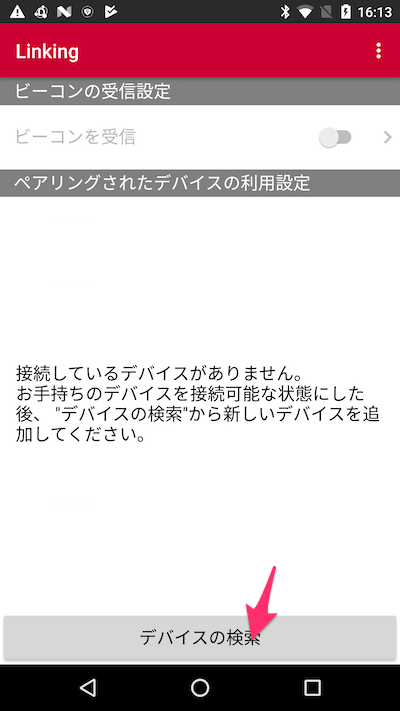 16:13
Linking
ビーコンの受信設定
ビーコンを受信
ペアリングされたデバイスの利用設定
接続しているデバイスがありません。
お手持ちのデバイスを接続可能な状態にした
後、 "デバイスの検索"から新しいデバイスを追
加してください。
デバイスの検索